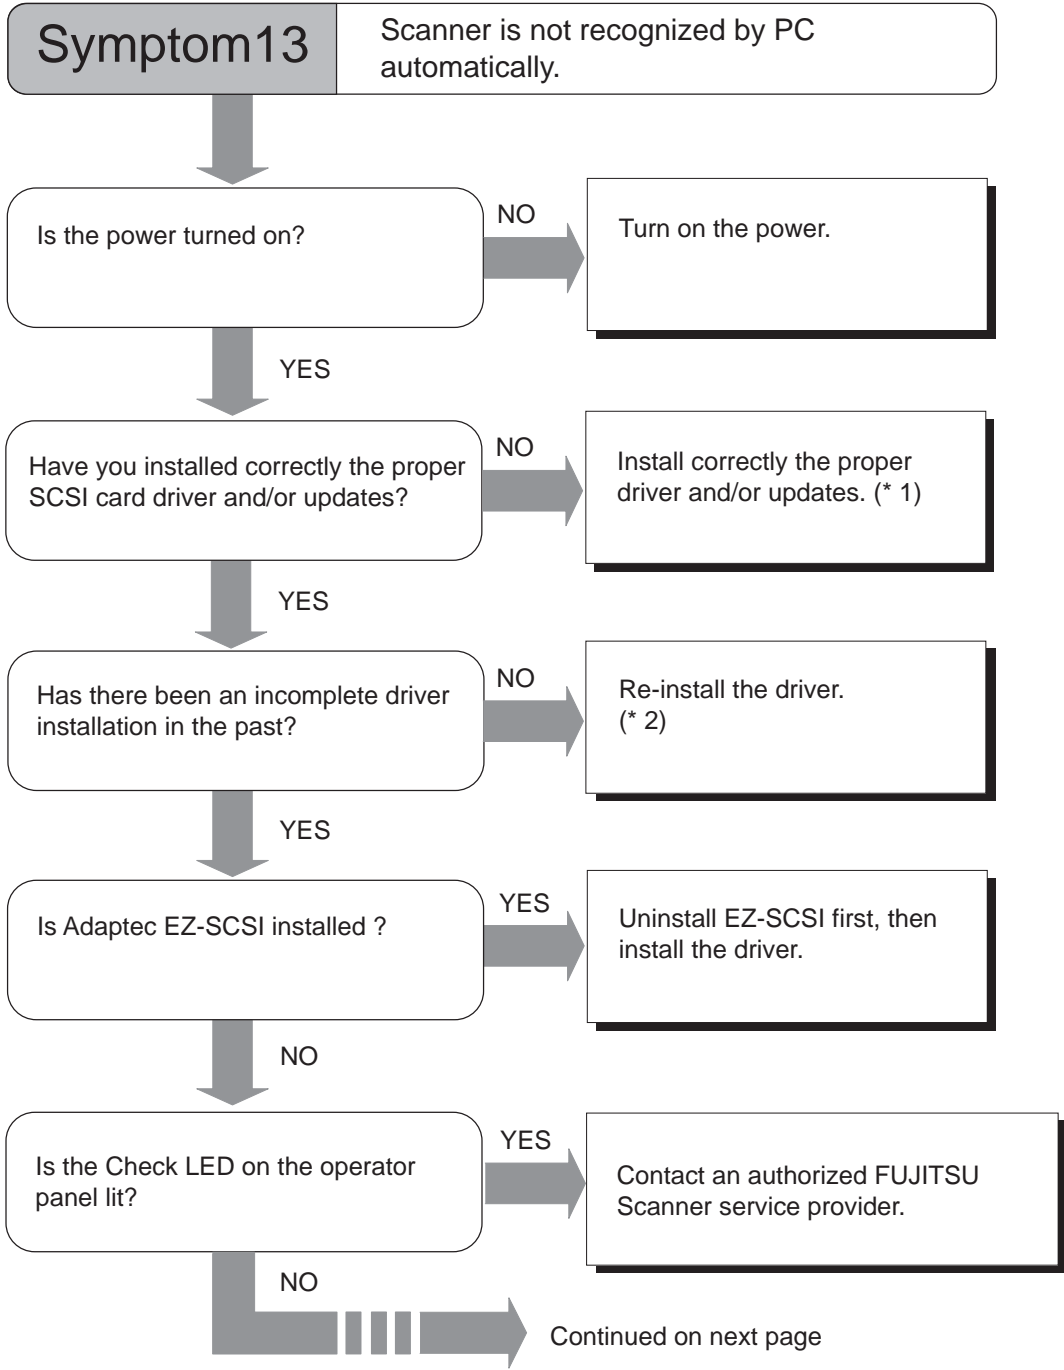 Symptom13
Scanner is not recognized by PC
automatically.
Is the power turned on?
NO
Turn on the power.
YES
Have you installed correctly the proper
SCSI card driver and/or updates?
NO
Install correctly the proper
driver and/or updates. (* 1)
YES
Has there been an incomplete driver
installation in the past?
NO
Re-install the driver.
(* 2)
YES
Is Adaptec EZ-SCSI installed ?
YES
Uninstall EZ-SCSI first, then
install the driver.
NO
Is the Check LED on the operator
panel lit?
YES
Contact an authorized FUJITSU
Scanner service provider.
NO
Continued on next page